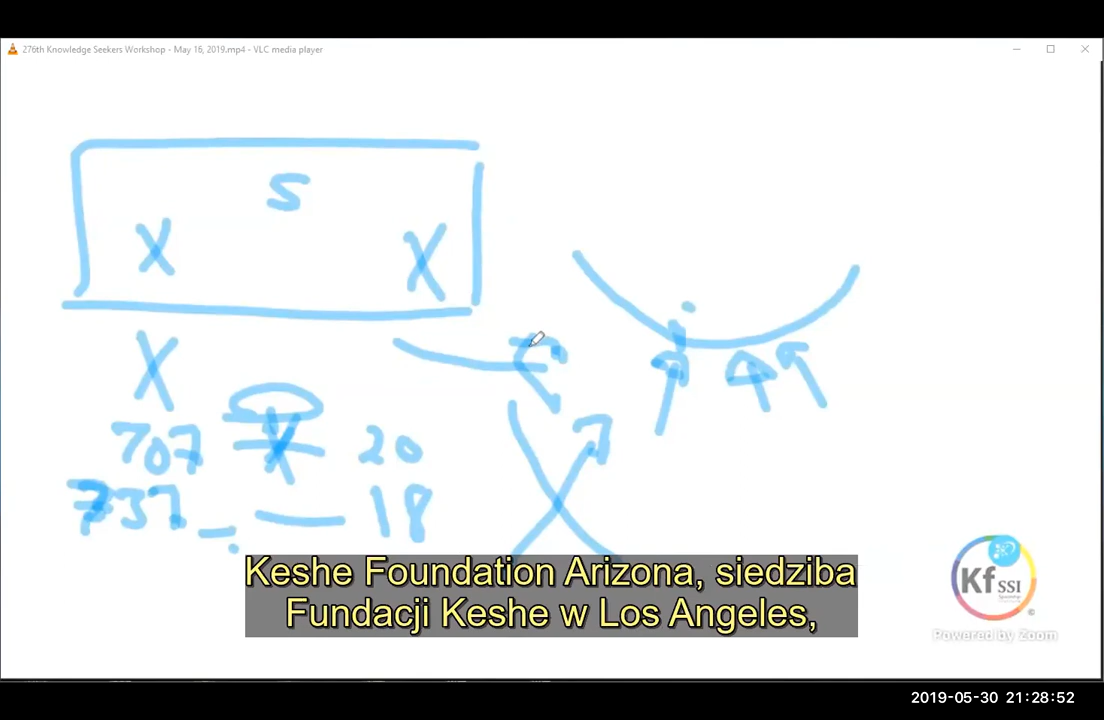 276th Knowledge Seekers Workshop - May 16, 2019.mp4 - VLC media player
S
X X
X
707 X 20
737 18
Keshe Foundation Arizona, siedziba
Fundacji Keshe w Los Angeles,
Kf SSI
Powered by Zoom
2019-05-30 21:28:52